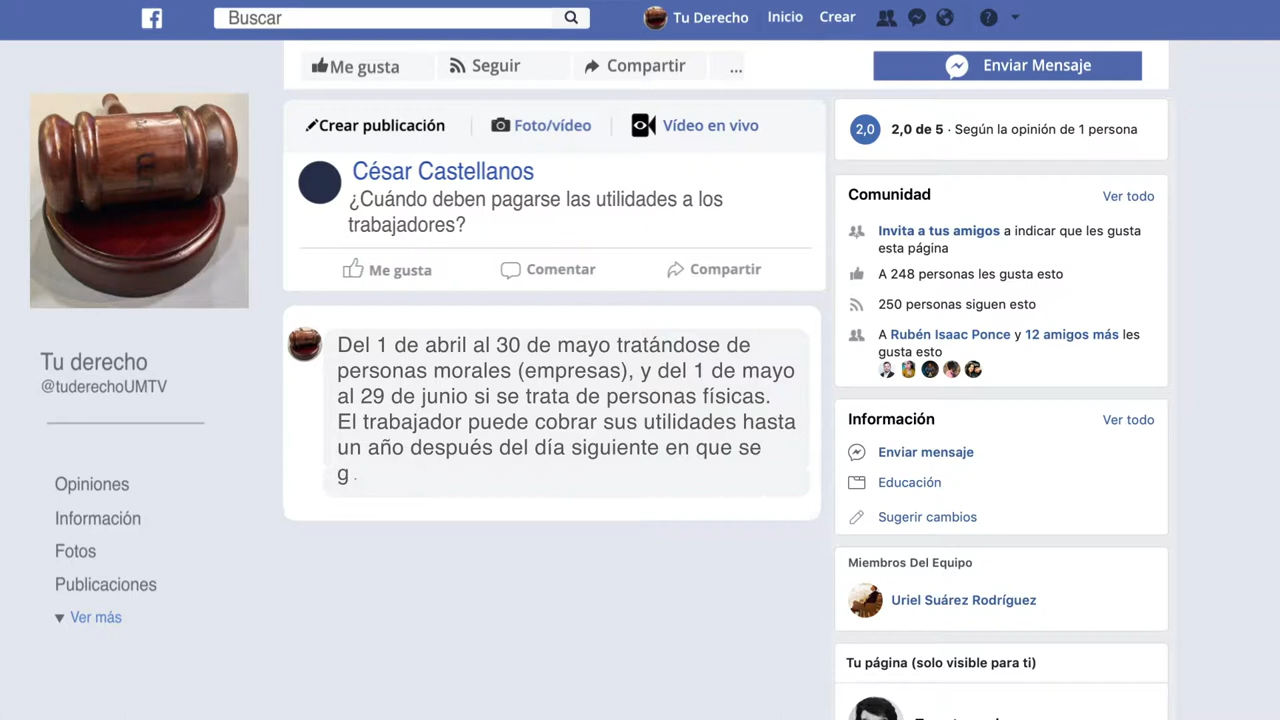 Buscar
Tu Derecho
Inicio
Crear
Me gusta
Seguir
Compartir
...
Enviar Mensaje
Crear publicación
Foto/vídeo
Vídeo en vivo
César Castellanos
¿Cuándo deben pagarse las utilidades a los
trabajadores?
Me gusta
Comentar
Compartir
Del 1 de abril al 30 de mayo tratándose de
personas morales (empresas), y del 1 de mayo
al 29 de junio si se trata de personas físicas.
El trabajador puede cobrar sus utilidades hasta
un año después del día siguiente en que se
g
Tu derecho
@tuderechoUMTV
Opiniones
Información
Fotos
Publicaciones
Ver más
2,0
2,0 de 5 · Según la opinión de 1 persona
Comunidad
Ver todo
Invita a tus amigos a indicar que les gusta
esta página
A 248 personas les gusta esto
250 personas siguen esto
A Rubén Isaac Ponce y 12 amigos más les
gusta esto
Información
Ver todo
Enviar mensaje
Educación
Sugerir cambios
Miembros Del Equipo
Uriel Suárez Rodríguez
Tu página (solo visible para ti)